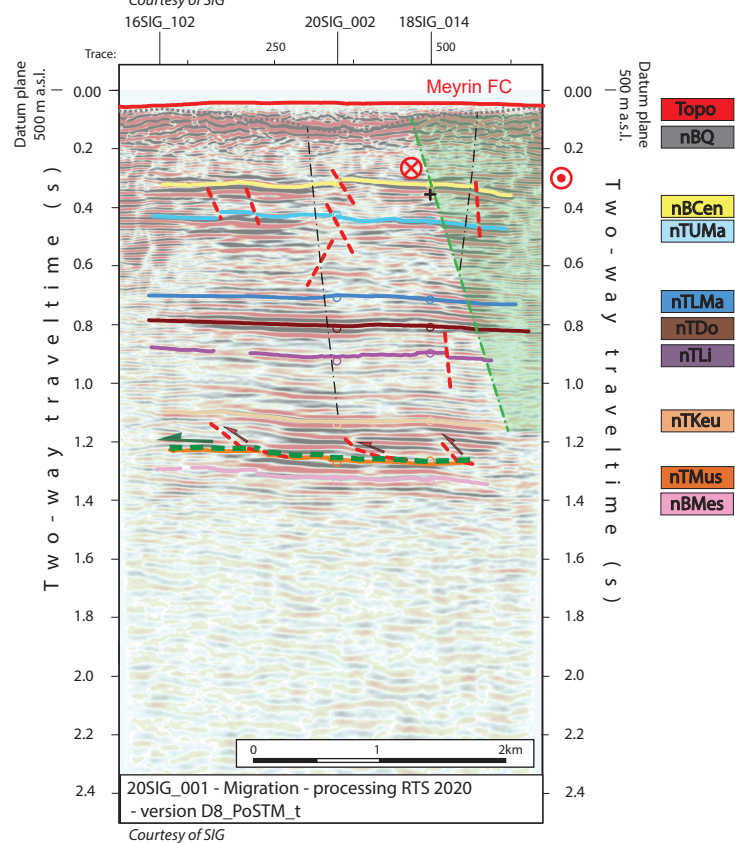 Courtesy of SIG
16SIG_102 20SIG_002 18SIG_014
Trace: 250 500
Datum plane
500 m a.s.l.
Datum plane
500 m a.s.l.
Meyrin FC
0.00 0.00
0.2 0.2
0.4 0.4
0.6 0.6
0.8 0.8
1.0 1.0
1.2 1.2
1.4 1.4
1.6 1.6
1.8 1.8
2.0 2.0
2.2 2.2
2.4 2.4
Two-way traveltime (s)
Two-way traveltime (s)
Topo
nBQ
nBCen
nTUMa
nTLMa
nTDo
nTLi
nTKeu
nTMus
nBMes
0 1 2km
20SIG_001 - Migration - processing RTS 2020
- version D8_PoSTM_t
Courtesy of SIG